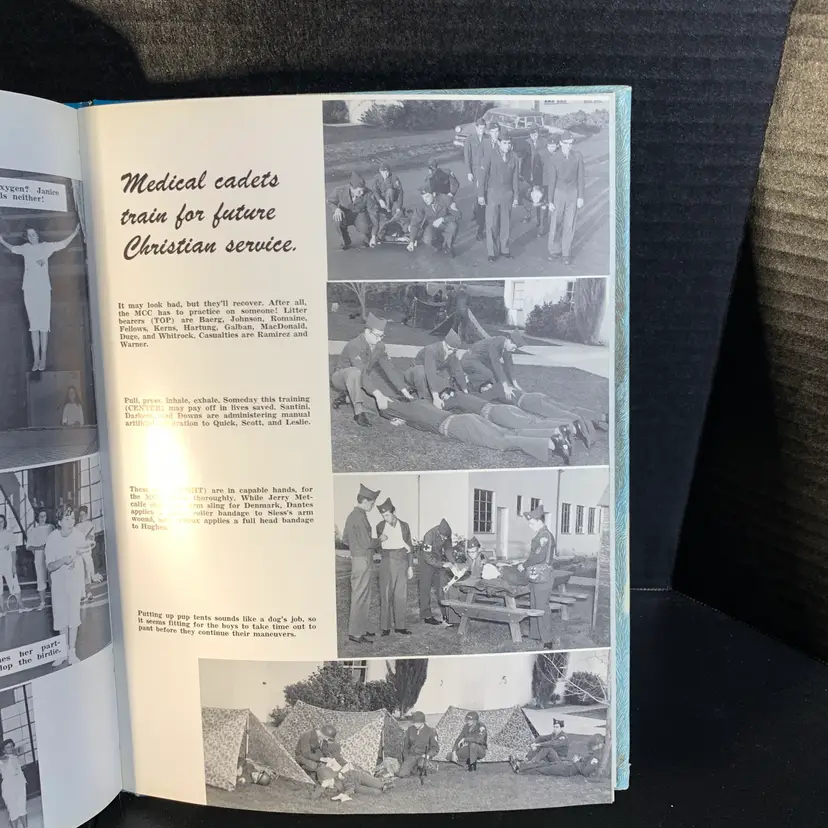 xygen? Janice
is neither!
es her part-
lop the birdie.
Medical cadets
train for future
Christian service.
It may look bad, but they'll recover. After all,
the MCC has to practice on someone! Litter
bearers (TOP) are Baerg, Johnson, Romaine,
Fellows, Kerns, Hartung, Galban, MacDonald,
Duge, and Whitrock. Casualties are Ramirez and
Warner.
Pull, press, inhale, exhale. Someday this training
(CENTER) may pay off in lives saved. Santini,
and Downs are administering manual
to Quick, Scott, and Leslie.
are in capable hands, for
the thoroughly. While Jerry Met-
calfe arm sling for Denmark, Dantes
applies roller bandage to Sless's arm
wound, applies a full head bandage
to
Putting up pup tents sounds like a dog's job, so
it seems fitting for the boys to take time out to
pant before they continue their maneuvers.